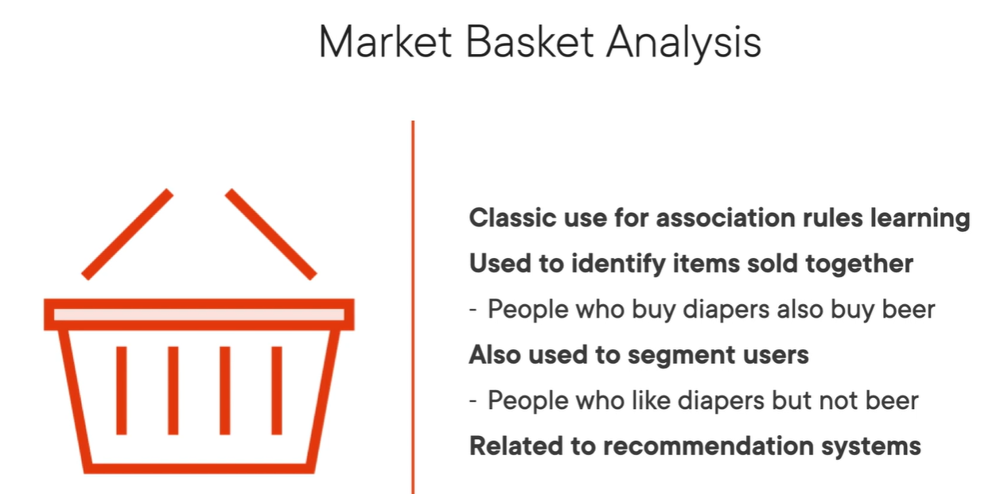 Market Basket Analysis
Classic use for association rules learning
Used to identify items sold together
- People who buy diapers also buy beer
Also used to segment users
- People who like diapers but not beer
Related to recommendation systems